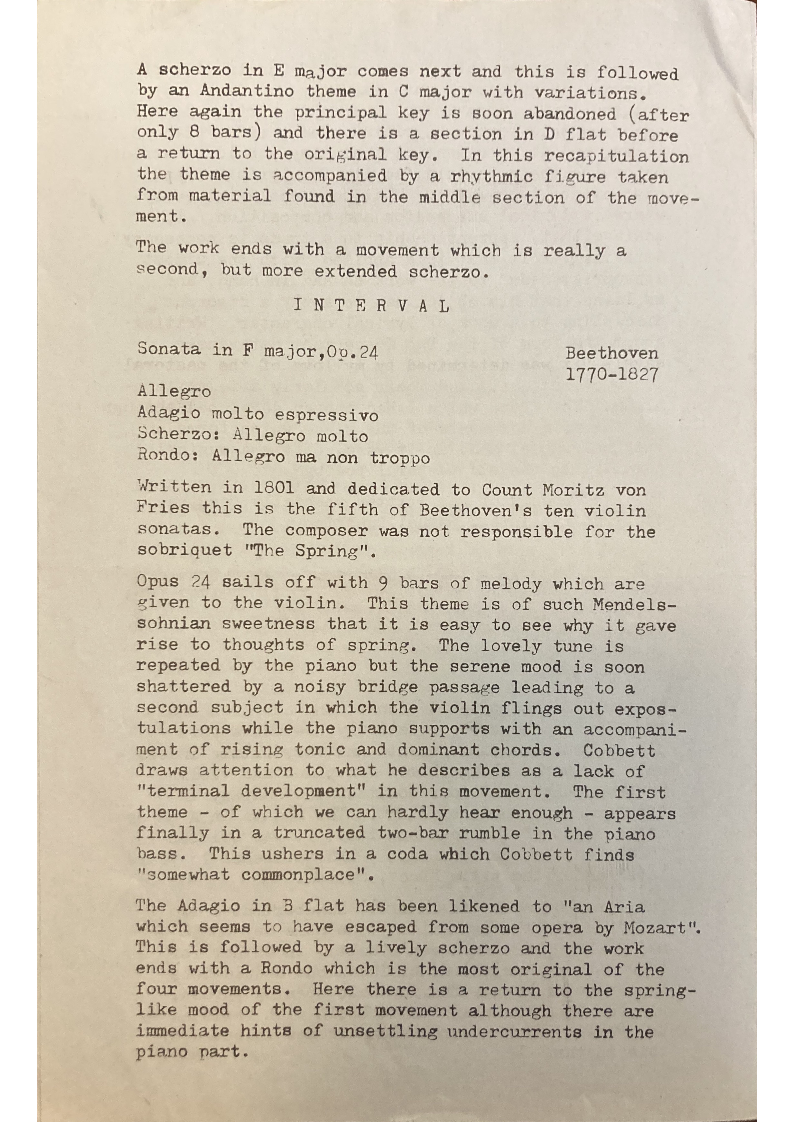 A scherzo in E major comes next and this is followed
by an Andantino theme in C major with variations.
Here again the principal key is soon abandoned (after
only 8 bars) and there is a section in D flat before
a return to the original key.  In this recapitulation
the theme is accompanied by a rhythmic figure taken
from material found in the middle section of the move-
ment.
The work ends with a movement which is really a
second, but more extended scherzo.
I N T E R V A L
Sonata in F major,Op.24 Beethoven
1770-1827
Allegro
Adagio molto espressivo
Scherzo: Allegro molto
Rondo: Allegro ma non troppo
Written in 1801 and dedicated to Count Moritz von
Fries this is the fifth of Beethoven's ten violin
sonatas.  The composer was not responsible for the
sobriquet "The Spring".
Opus 24 sails off with 9 bars of melody which are
given to the violin.  This theme is of such Mendels-
sohnian sweetness that it is easy to see why it gave
rise to thoughts of spring.  The lovely tune is
repeated by the piano but the serene mood is soon
shattered by a noisy bridge passage leading to a
second subject in which the violin flings out expos-
tulations while the piano supports with an accompani-
ment of rising tonic and dominant chords.  Cobbett
draws attention to what he describes as a lack of
"terminal development" in this movement.  The first
theme - of which we can hardly hear enough - appears
finally in a truncated two-bar rumble in the piano
bass.  This ushers in a coda which Cobbett finds
"somewhat commonplace".
The Adagio in B flat has been likened to "an Aria
which seems to have escaped from some opera by Mozart".
This is followed by a lively scherzo and the work
ends with a Rondo which is the most original of the
four movements.  Here there is a return to the spring-
like mood of the first movement although there are
immediate hints of unsettling undercurrents in the
piano part.